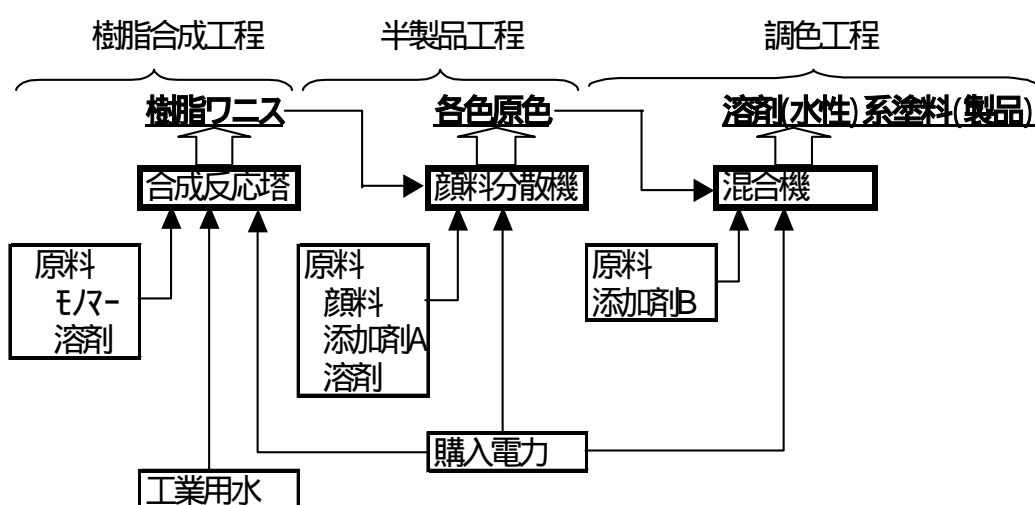 樹脂合成工程
半製品工程
調色工程
樹脂ワニス
各色原色
溶剤(水性)系塗料(製品)
合成反応塔
顔料分散機
混合機
原料
モノマー
溶剤
原料
顔料
添加剤A
溶剤
原料
添加剤B
購入電力
工業用水